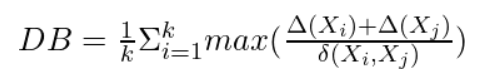 DB = \frac{1}{k} \Sigma_{i=1}^{k} max(\frac{\Delta(X_i)+\Delta(X_j)}{\delta(X_i,X_j)})